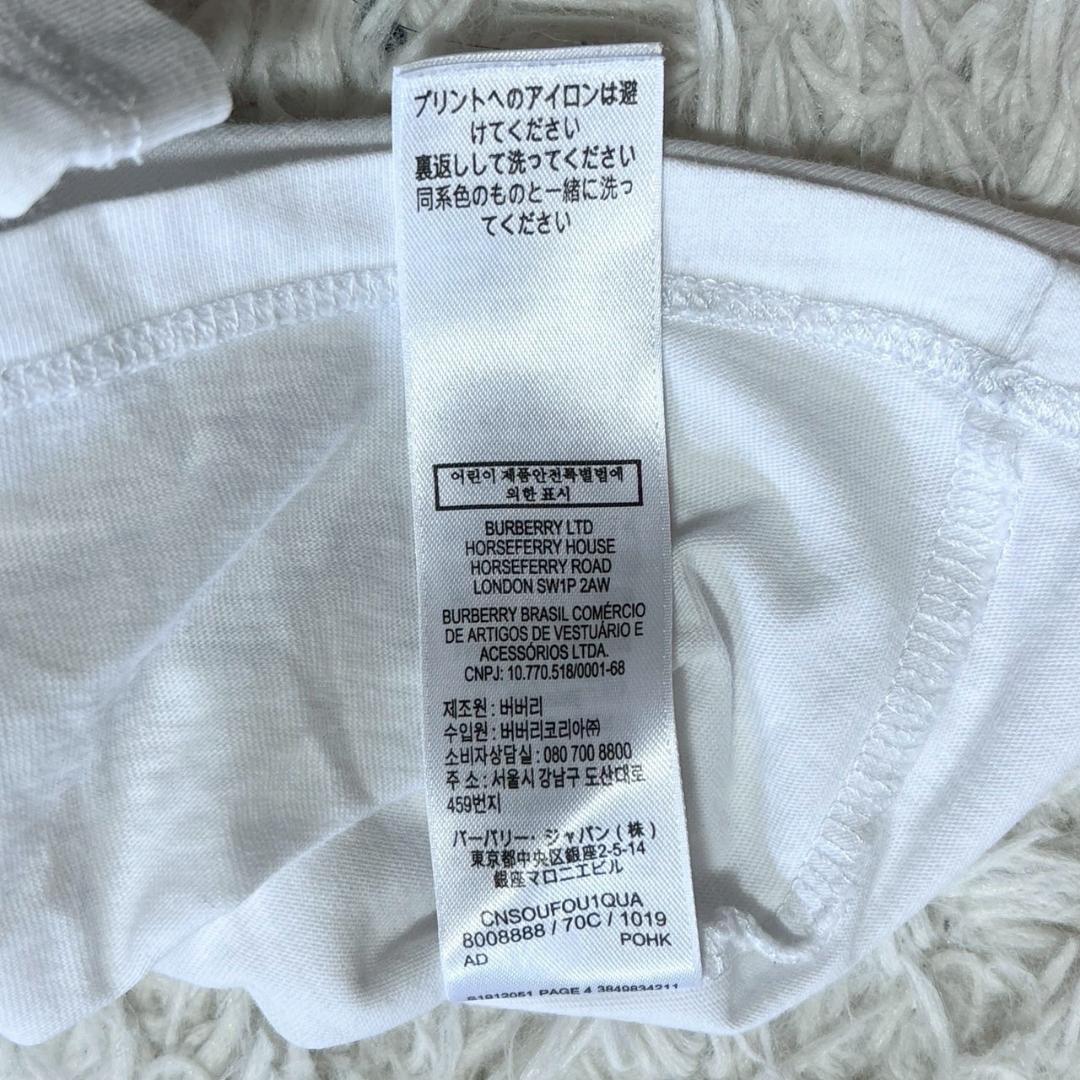 プリントへのアイロンは避
けてください
裏返しして洗ってください
同系色のものと一緒に洗っ
てください
어린이 제품안전특별법에
의한 표시
BURBERRY LTD
HORSEFERRY HOUSE
HORSEFERRY ROAD
LONDON SW1P 2AW
BURBERRY BRASIL COMÉRCIO
DE ARTIGOS DE VESTUÁRIO E
ACESSÓRIOS LTDA.
CNPJ: 10.770.518/0001-68
제조원 : 버버리
수입원 : 버버리코리아㈜
소비자상담실 : 080 700 8800
주 소 : 서울시 강남구 도산대로
459번지
バーバリー・ジャパン(株)
東京都中央区銀座2-5-14
銀座マロニエビル
CNSOUFOU1QUA
8008888 / 70C / 1019
POHK
AD
PAGE 4 3849834211